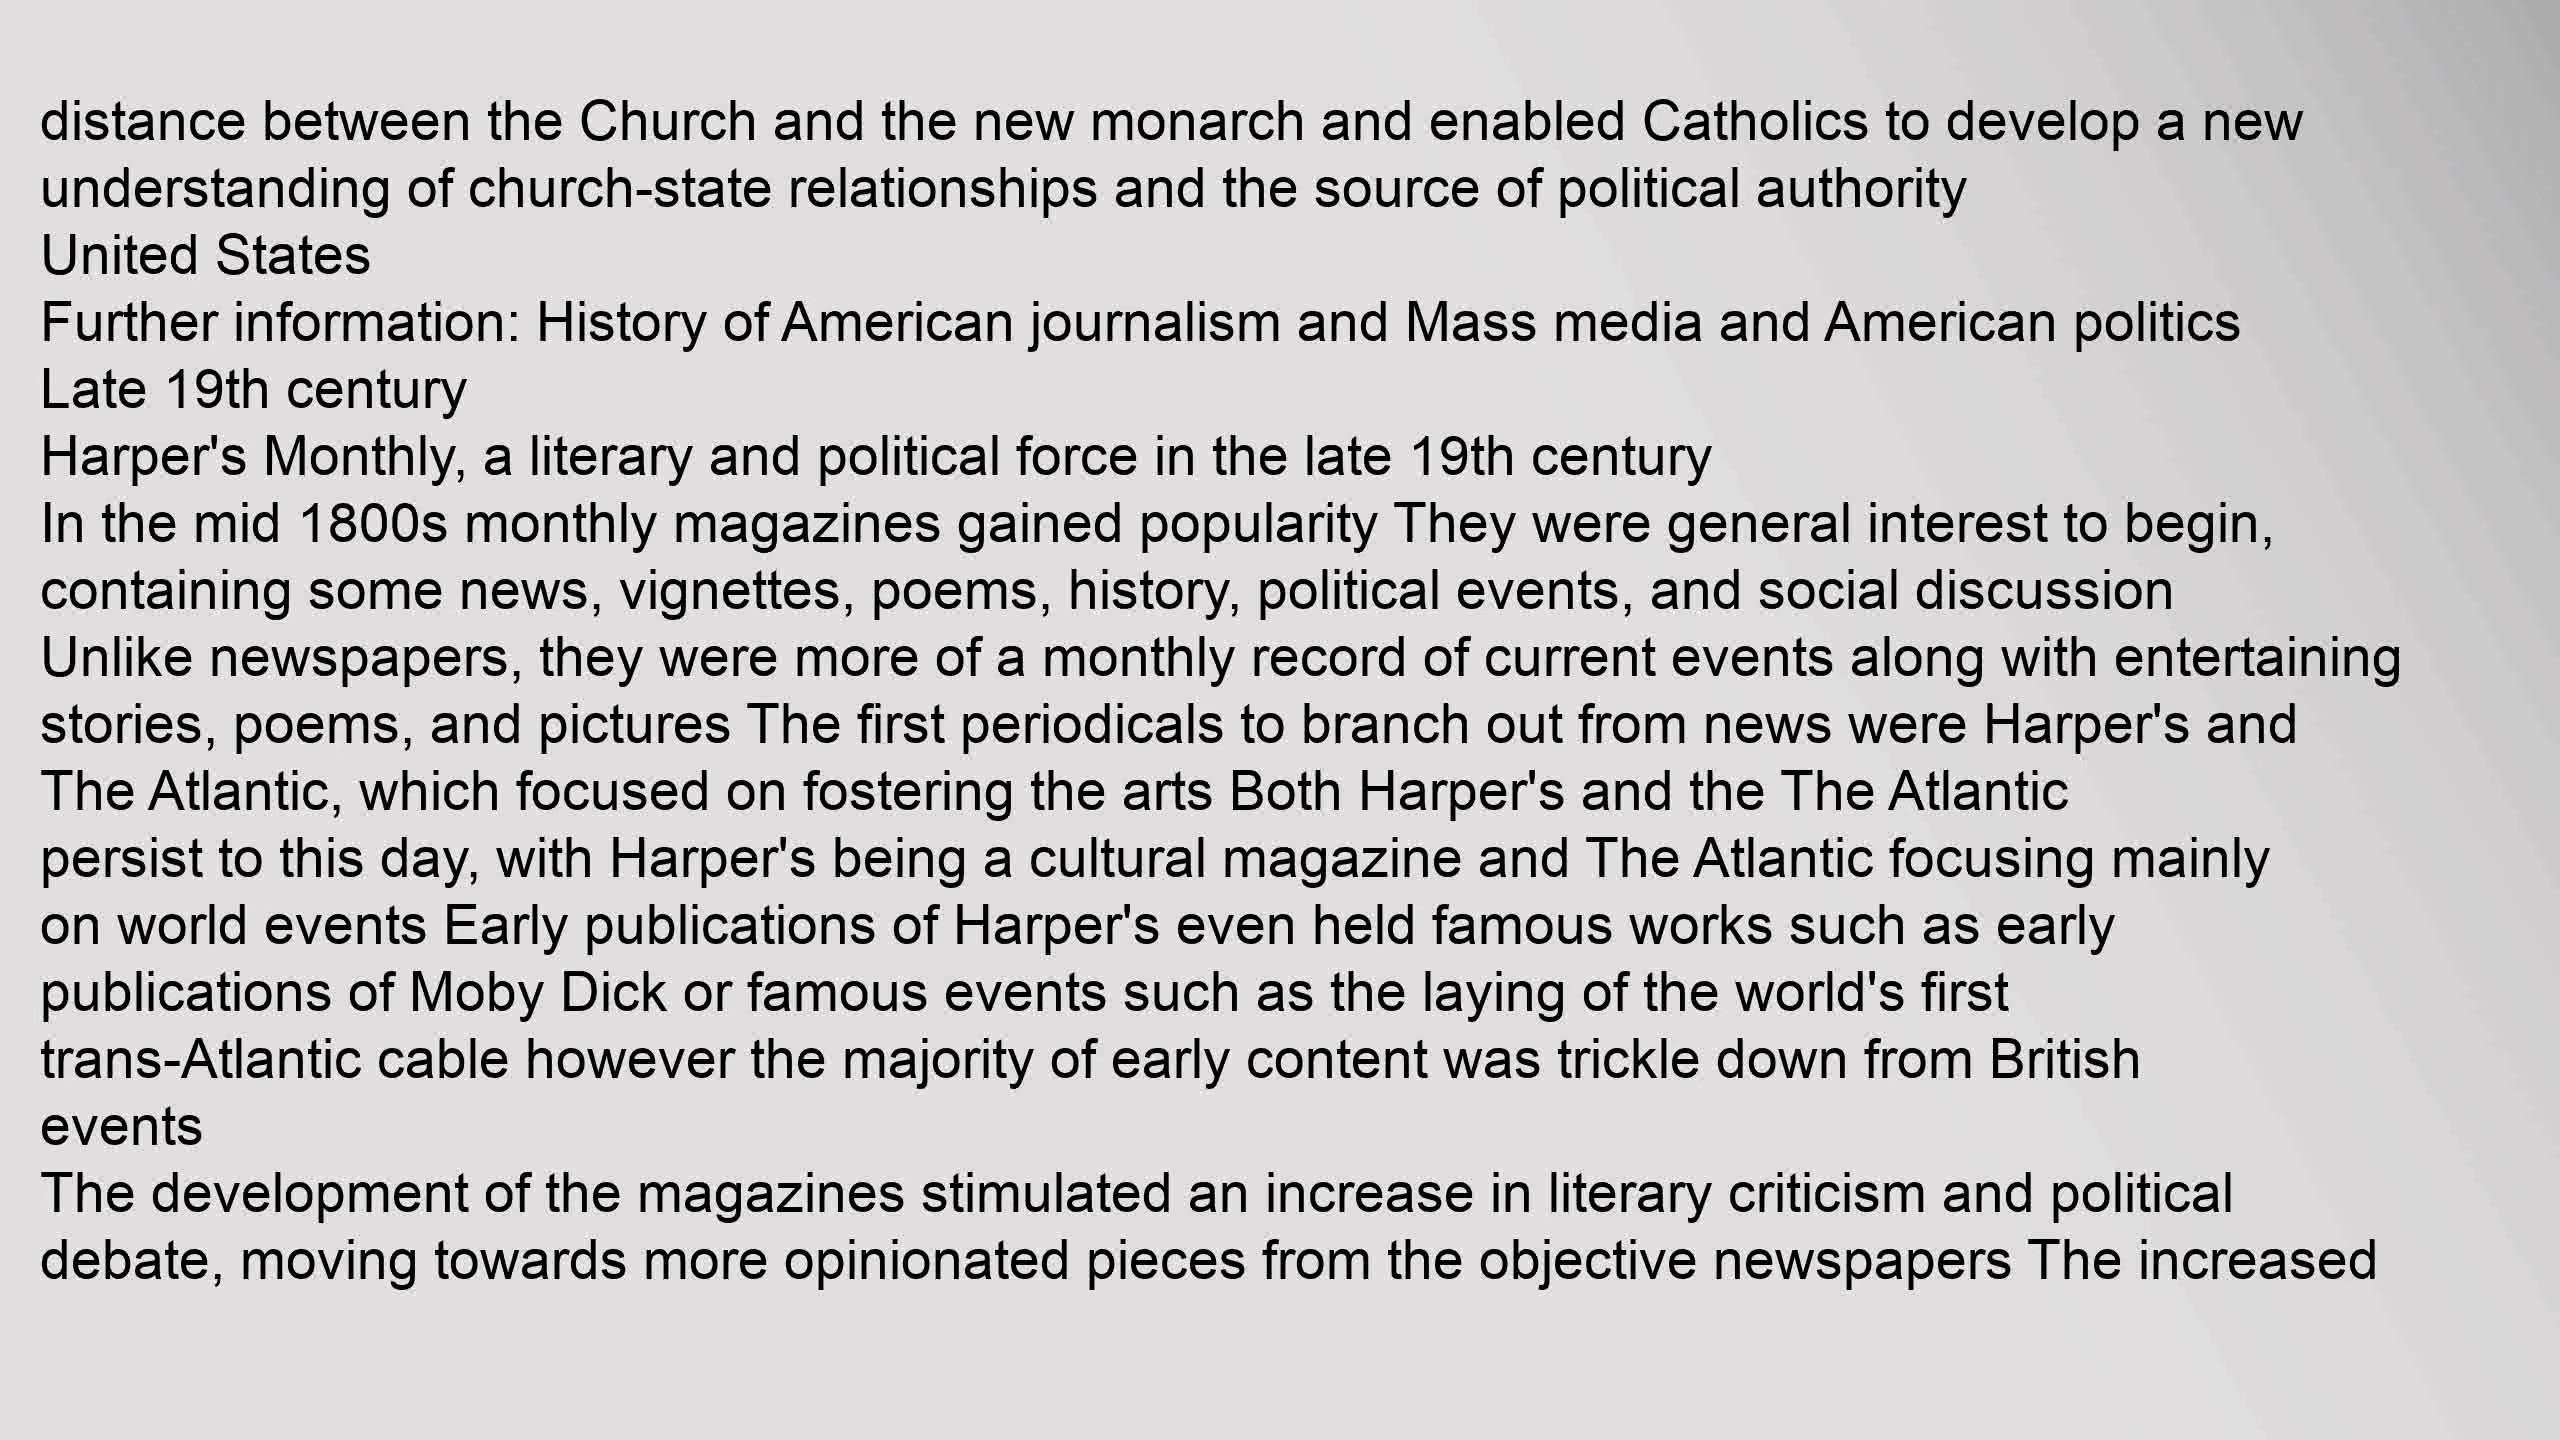 distance between the Church and the new monarch and enabled Catholics to develop a new
understanding of church-state relationships and the source of political authority
United States
Further information: History of American journalism and Mass media and American politics
Late 19th century
Harper's Monthly, a literary and political force in the late 19th century
In the mid 1800s monthly magazines gained popularity They were general interest to begin,
containing some news, vignettes, poems, history, political events, and social discussion
Unlike newspapers, they were more of a monthly record of current events along with entertaining
stories, poems, and pictures The first periodicals to branch out from news were Harper's and
The Atlantic, which focused on fostering the arts Both Harper's and the The Atlantic
persist to this day, with Harper's being a cultural magazine and The Atlantic focusing mainly
on world events Early publications of Harper's even held famous works such as early
publications of Moby Dick or famous events such as the laying of the world's first
trans-Atlantic cable however the majority of early content was trickle down from British
events
The development of the magazines stimulated an increase in literary criticism and political
debate, moving towards more opinionated pieces from the objective newspapers The increased